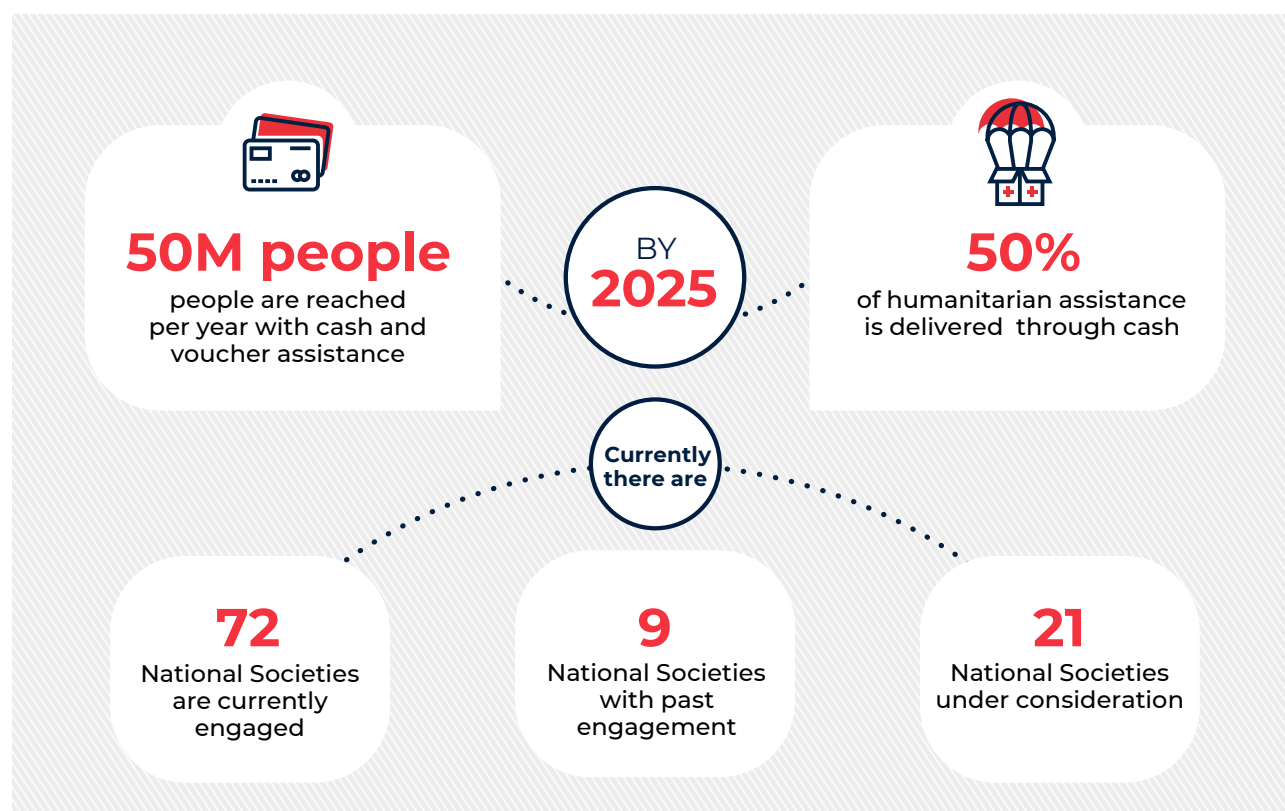 50M people
people are reached
per year with cash and
voucher assistance
BY
2025
50%
of humanitarian assistance
is delivered through cash
Currently
there are
72
National Societies
are currently
engaged
9
National Societies
with past
engagement
21
National Societies
under consideration